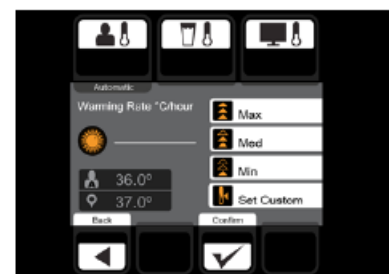 Automatic
Warming Rate °C/hour
Max
Med
Min
Set Custom
36.0°
37.0°
Back
Confirm